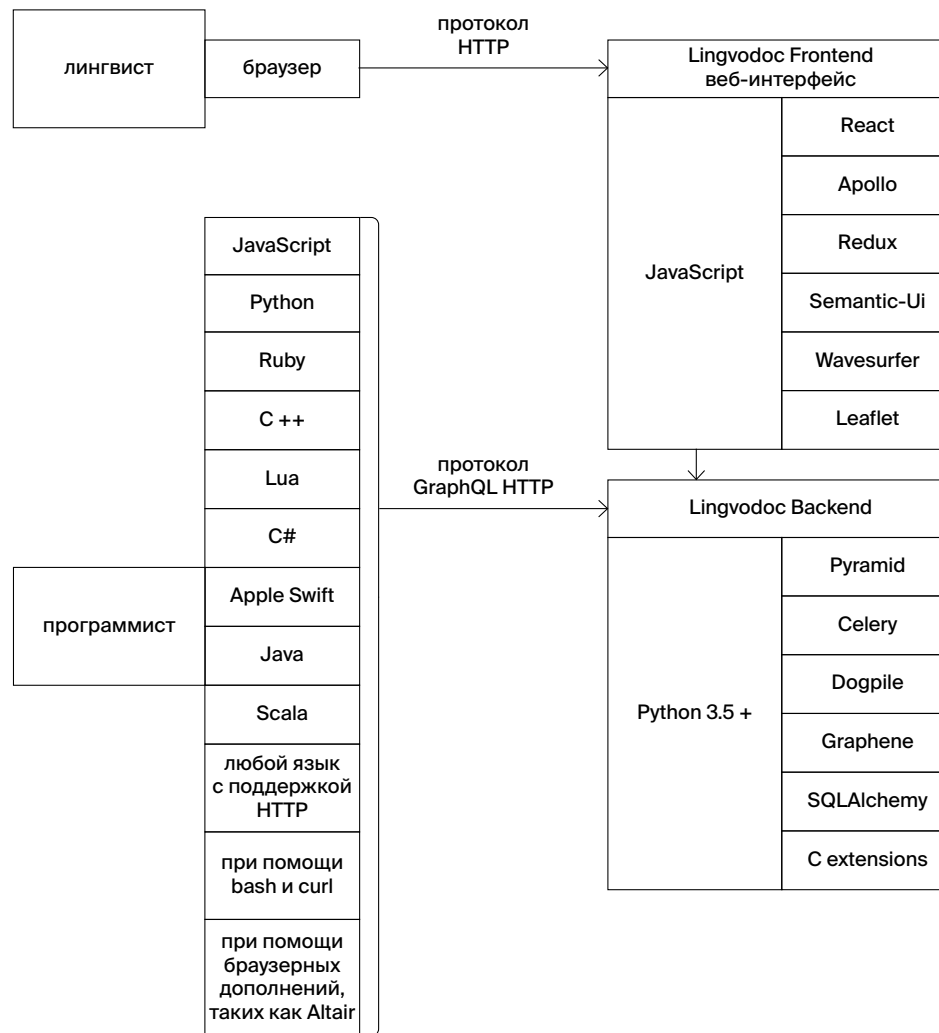 протокол
HTTP
лингвист
браузер
Lingvodoc Frontend
веб-интерфейс
JavaScript
React
Apollo
Redux
Semantic-Ui
Wavesurfer
Leaflet
JavaScript
Python
Ruby
C ++
Lua
C#
Apple Swift
Java
Scala
любой язык
с поддержкой
HTTP
при помощи
bash и curl
при помощи
браузерных
дополнений,
таких как Altair
программист
протокол
GraphQL HTTP
Lingvodoc Backend
Python 3.5 +
Pyramid
Celery
Dogpile
Graphene
SQLAlchemy
C extensions